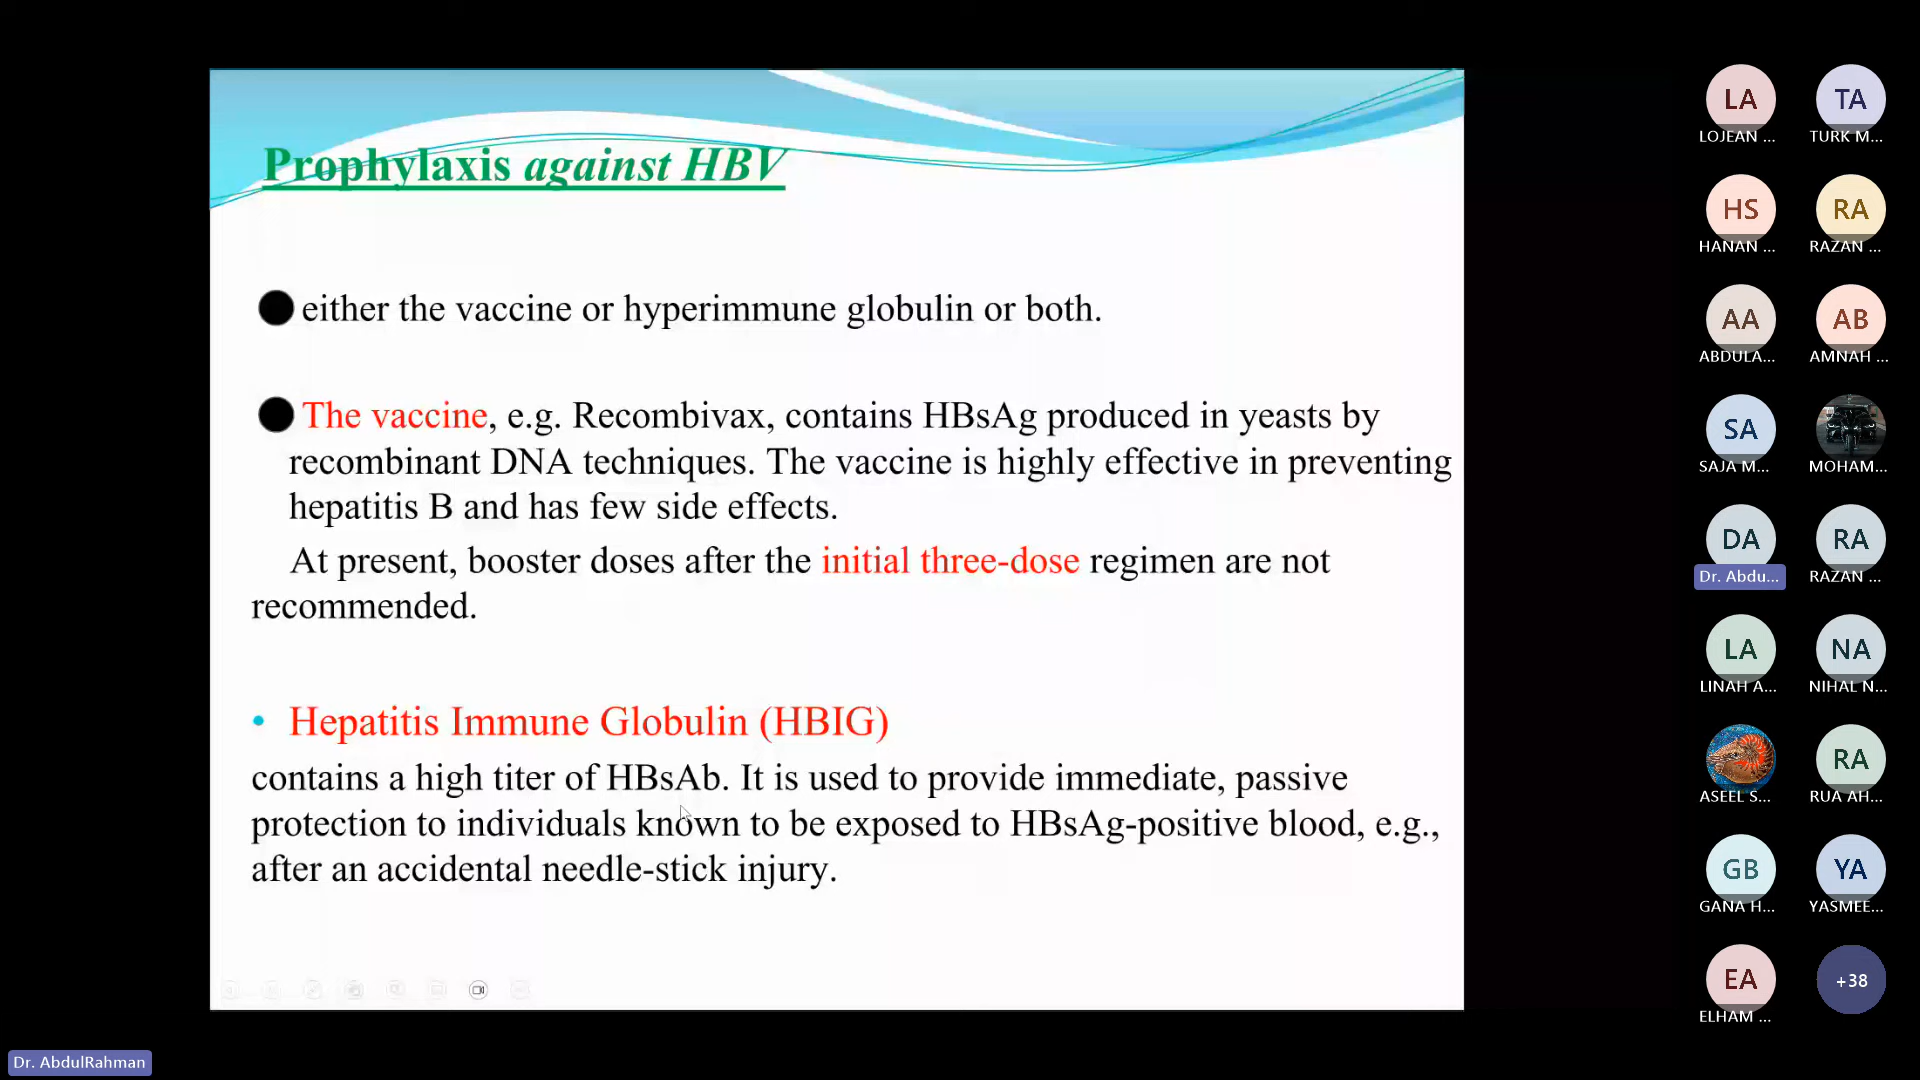 Prophylaxis against HBV
either the vaccine or hyperimmune globulin or both.
The vaccine, e.g. Recombivax, contains HBsAg produced in yeasts by
recombinant DNA techniques. The vaccine is highly effective in preventing
hepatitis B and has few side effects.
At present, booster doses after the initial three-dose regimen are not
recommended.
• Hepatitis Immune Globulin (HBIG)
contains a high titer of HBsAb. It is used to provide immediate, passive
protection to individuals known to be exposed to HBsAg-positive blood, e.g.,
after an accidental needle-stick injury.
LA
LOJEAN ...
TA
TURK M...
HS
HANAN ...
RA
RAZAN ...
AA
ABDULA...
AB
AMNAH ...
SA
SAJA M...
MOHAM...
DA
Dr. Abdu...
RA
RAZAN ...
LA
LINAH A...
NA
NIHAL N...
ASEEL S...
RA
RUA AH...
GB
GANA H...
YA
YASMEE...
EA
ELHAM ...
+38
Dr. AbdulRahman